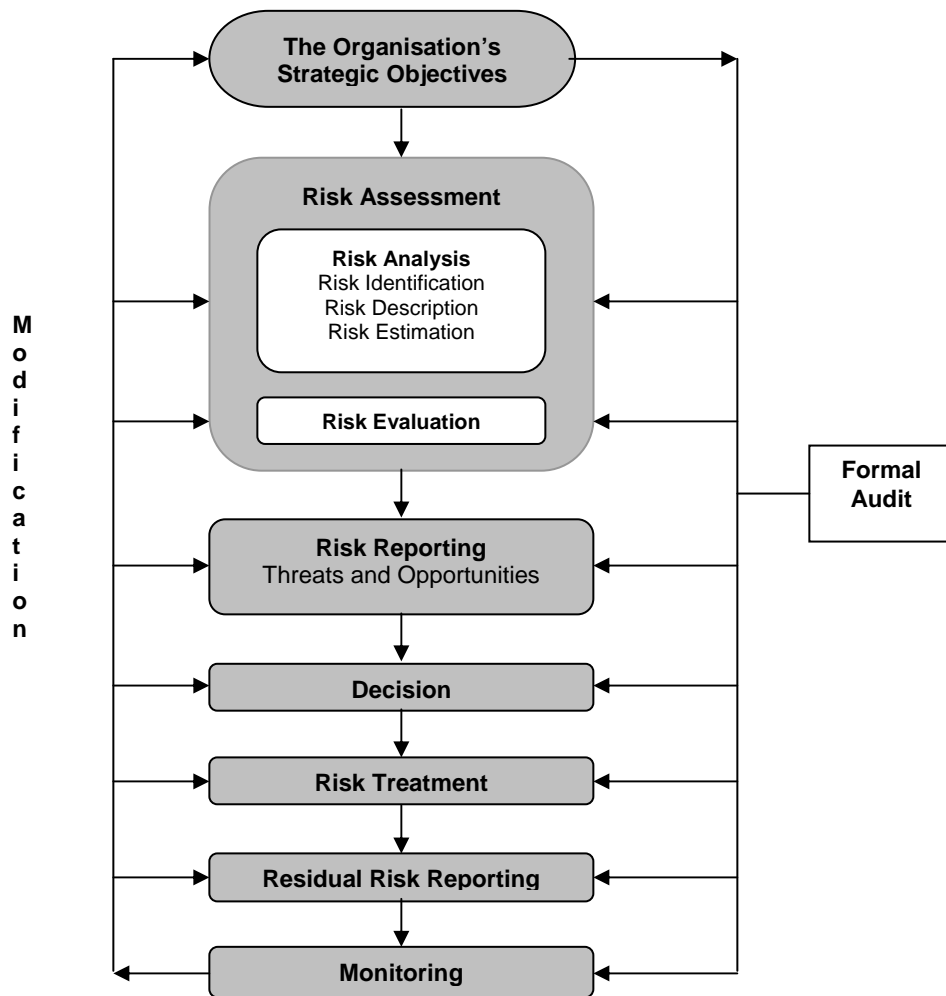 The Organisation’s
Strategic Objectives
Risk Assessment
Risk Analysis
Risk Identification
Risk Description
Risk Estimation
Risk Evaluation
Modification
Formal
Audit
Risk Reporting
Threats and Opportunities
Decision
Risk Treatment
Residual Risk Reporting
Monitoring